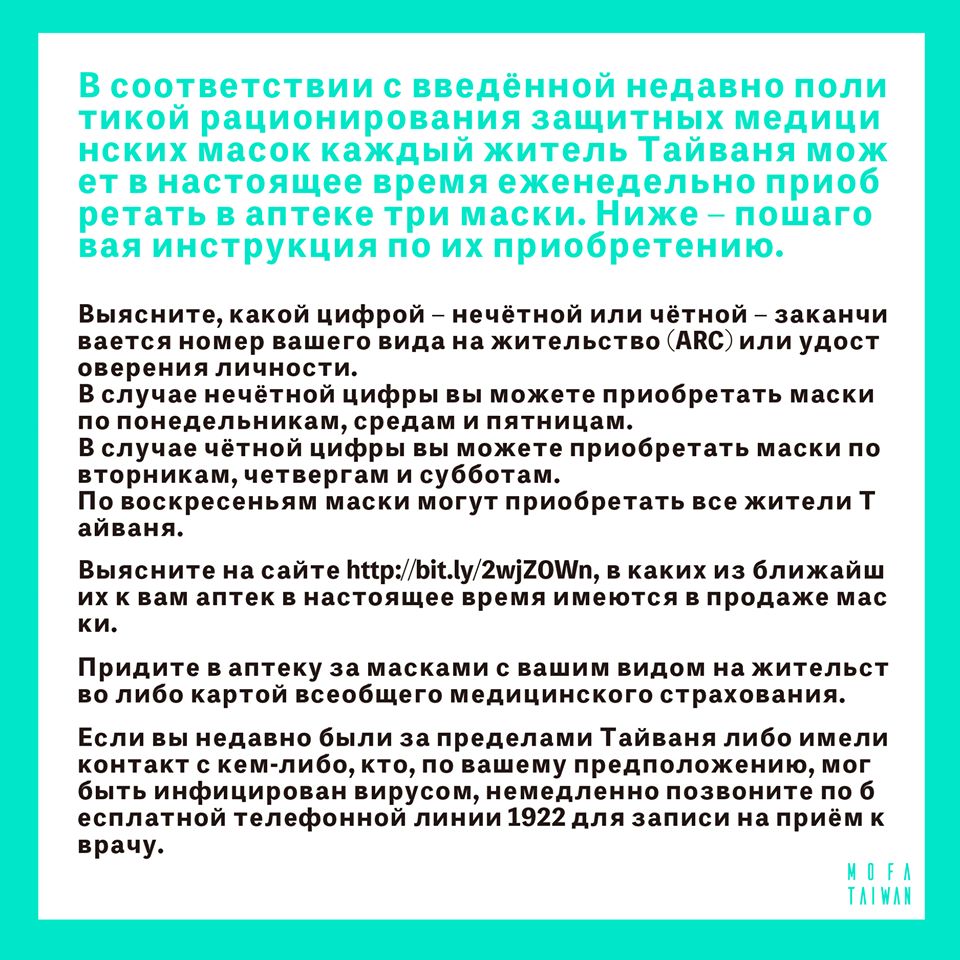 В соответствии с введённой недавно поли
тикой рационирования защитных медици
нских масок каждый житель Тайваня мож
ет в настоящее время еженедельно приоб
ретать в аптеке три маски. Ниже – пошаго
вая инструкция по их приобретению.
Выясните, какой цифрой – нечётной или чётной – заканчи
вается номер вашего вида на жительство (ARC) или удост
оверения личности.
В случае нечётной цифры вы можете приобретать маски
по понедельникам, средам и пятницам.
В случае чётной цифры вы можете приобретать маски по
вторникам, четвергам и субботам.
По воскресеньям маски могут приобретать все жители Т
айваня.
Выясните на сайте http://bit.ly/2wjZOWn, в каких из ближайш
их к вам аптек в настоящее время имеются в продаже мас
ки.
Придите в аптеку за масками с вашим видом на жительст
во либо картой всеобщего медицинского страхования.
Если вы недавно были за пределами Тайваня либо имели
контакт с кем-либо, кто, по вашему предположению, мог
быть инфицирован вирусом, немедленно позвоните по б
есплатной телефонной линии 1922 для записи на приём к
врачу.
MOFA
TAIWAN